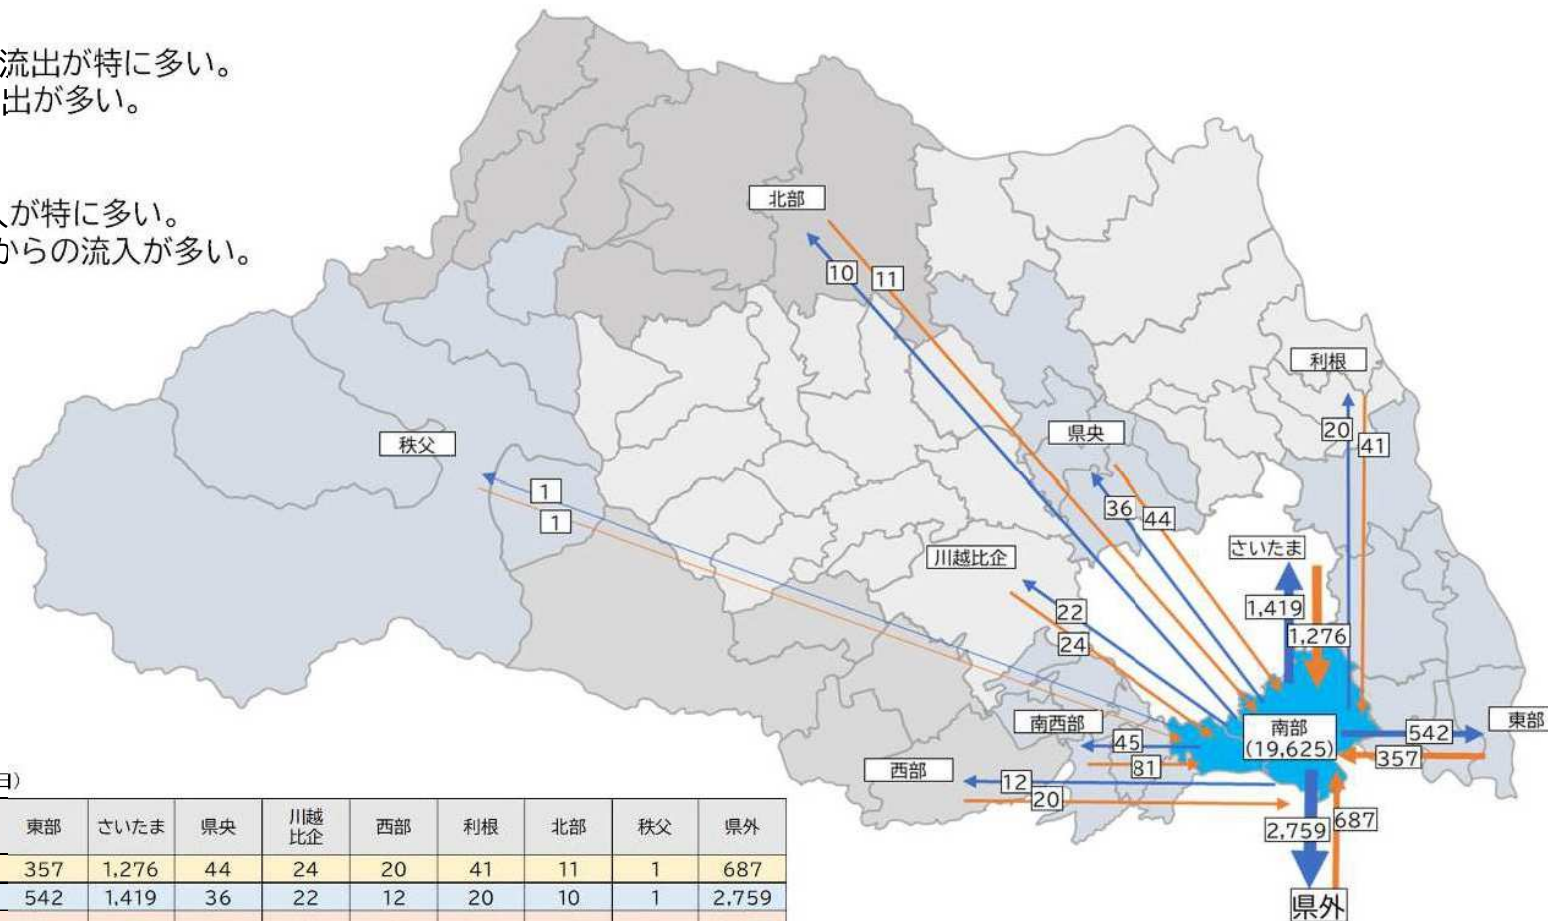 流出が特に多い。
出が多い。
が特に多い。
からの流入が多い。
北部
10
11
利根
20
41
県央
秩父
36
44
1
1
川越比企
さいたま
22
24
1,419
1,276
南西部
45
81
南部
(19,625)
東部
542
357
西部
12
20
2,759
687
県外
東部 さいたま 県央 川越比企 西部 利根 北部 秩父 県外
357 1,276 44 24 20 41 11 1 687
542 1,419 36 22 12 20 10 1 2,759